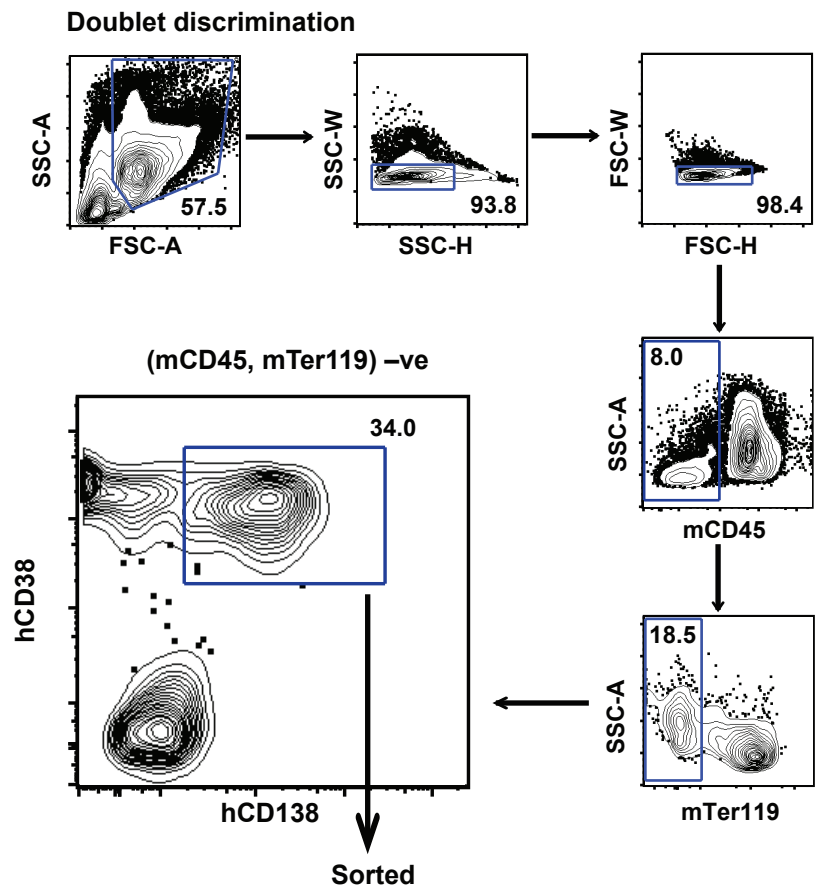 Doublet discrimination
SSC-A
57.5
FSC-A
SSC-W
93.8
SSC-H
FSC-W
98.4
FSC-H
8.0
SSC-A
mCD45
18.5
SSC-A
mTer119
(mCD45, mTer119) –ve
34.0
hCD38
hCD138
Sorted